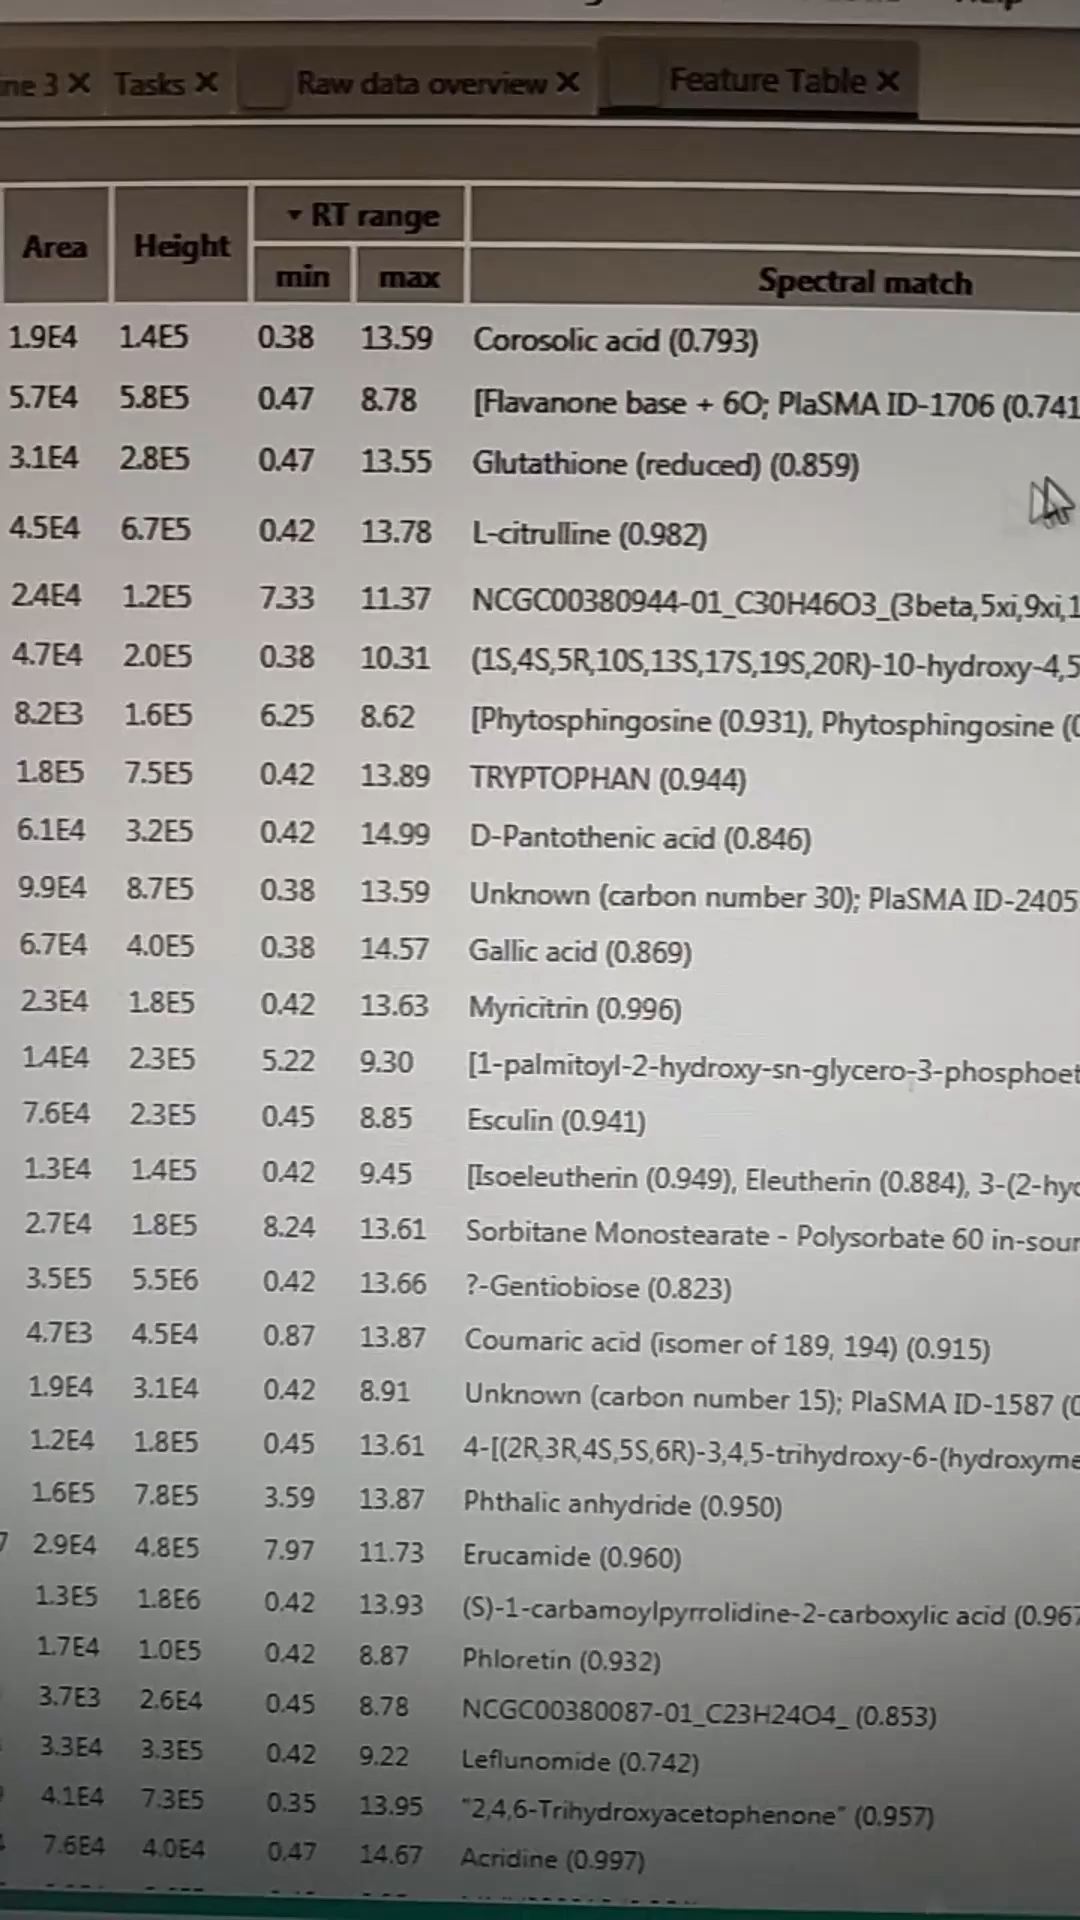 ne 3 X Tasks X Raw data overview X Feature Table X
Area Height ▾ RT range
min max Spectral match
1.9E4 1.4E5 0.38 13.59 Corosolic acid (0.793)
5.7E4 5.8E5 0.47 8.78 [Flavanone base + 6O; PlaSMA ID-1706 (0.741
3.1E4 2.8E5 0.47 13.55 Glutathione (reduced) (0.859)
4.5E4 6.7E5 0.42 13.78 L-citrulline (0.982)
2.4E4 1.2E5 7.33 11.37 NCGC00380944-01_C30H46O3_(3beta,5xi,9xi,1
4.7E4 2.0E5 0.38 10.31 (1S,4S,5R,10S,13S,17S,19S,20R)-10-hydroxy-4,5
8.2E3 1.6E5 6.25 8.62 [Phytosphingosine (0.931), Phytosphingosine (0
1.8E5 7.5E5 0.42 13.89 TRYPTOPHAN (0.944)
6.1E4 3.2E5 0.42 14.99 D-Pantothenic acid (0.846)
9.9E4 8.7E5 0.38 13.59 Unknown (carbon number 30); PlaSMA ID-2405
6.7E4 4.0E5 0.38 14.57 Gallic acid (0.869)
2.3E4 1.8E5 0.42 13.63 Myricitrin (0.996)
1.4E4 2.3E5 5.22 9.30 [1-palmitoyl-2-hydroxy-sn-glycero-3-phosphoet
7.6E4 2.3E5 0.45 8.85 Esculin (0.941)
1.3E4 1.4E5 0.42 9.45 [Isoeleutherin (0.949), Eleutherin (0.884), 3-(2-hyd
2.7E4 1.8E5 8.24 13.61 Sorbitane Monostearate - Polysorbate 60 in-sour
3.5E5 5.5E6 0.42 13.66 ?-Gentiobiose (0.823)
4.7E3 4.5E4 0.87 13.87 Coumaric acid (isomer of 189, 194) (0.915)
1.9E4 3.1E4 0.42 8.91 Unknown (carbon number 15); PlaSMA ID-1587 (0
1.2E4 1.8E5 0.45 13.61 4-[(2R,3R,4S,5S,6R)-3,4,5-trihydroxy-6-(hydroxyme
1.6E5 7.8E5 3.59 13.87 Phthalic anhydride (0.950)
7 2.9E4 4.8E5 7.97 11.73 Erucamide (0.960)
1.3E5 1.8E6 0.42 13.93 (S)-1-carbamoylpyrrolidine-2-carboxylic acid (0.967
1.7E4 1.0E5 0.42 8.87 Phloretin (0.932)
3.7E3 2.6E4 0.45 8.78 NCGC00380087-01_C23H24O4_ (0.853)
3.3E4 3.3E5 0.42 9.22 Leflunomide (0.742)
4.1E4 7.3E5 0.35 13.95 "2,4,6-Trihydroxyacetophenone" (0.957)
7.6E4 4.0E4 0.47 14.67 Acridine (0.997)